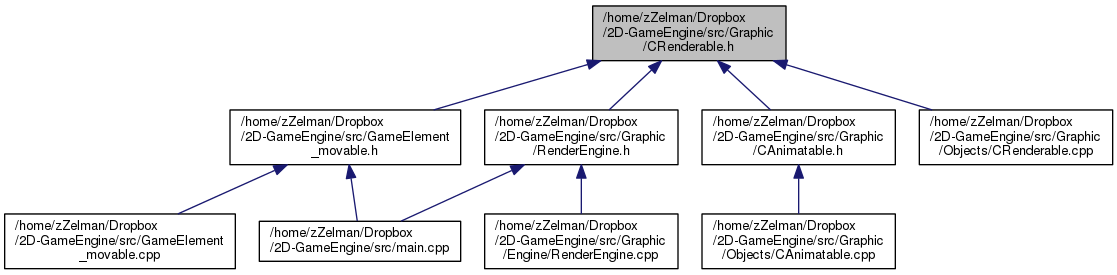 /home/zZelman/Dropbox
/2D-GameEngine/src/Graphic
/CRenderable.h
/home/zZelman/Dropbox
/2D-GameEngine/src/GameElement
_movable.h
/home/zZelman/Dropbox
/2D-GameEngine/src/Graphic
/RenderEngine.h
/home/zZelman/Dropbox
/2D-GameEngine/src/Graphic
/CAnimatable.h
/home/zZelman/Dropbox
/2D-GameEngine/src/Graphic
/Objects/CRenderable.cpp
/home/zZelman/Dropbox
/2D-GameEngine/src/GameElement
_movable.cpp
/home/zZelman/Dropbox
/2D-GameEngine/src/main.cpp
/home/zZelman/Dropbox
/2D-GameEngine/src/Graphic
/Engine/RenderEngine.cpp
/home/zZelman/Dropbox
/2D-GameEngine/src/Graphic
/Objects/CAnimatable.cpp